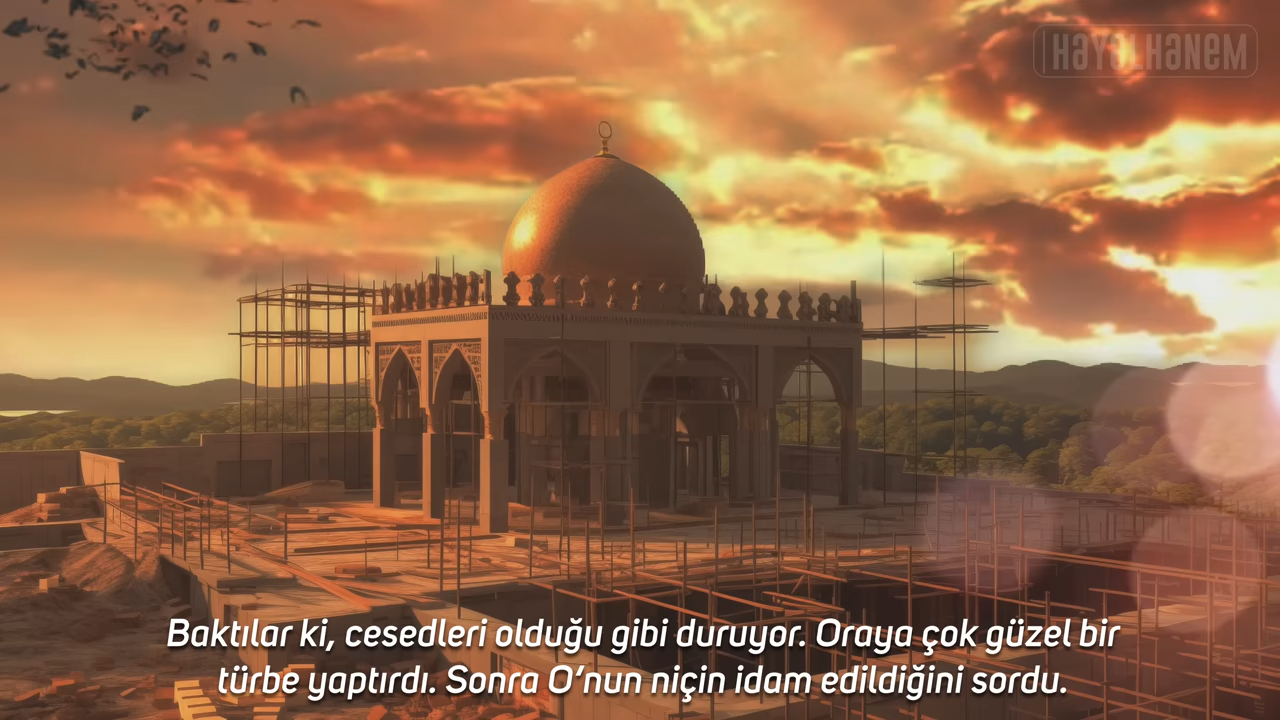 HAYALHANEM
Baktılar ki, cesedleri olduğu gibi duruyor. Oraya çok güzel bir
türbe yaptırdı. Sonra O’nun niçin idam edildiğini sordu.